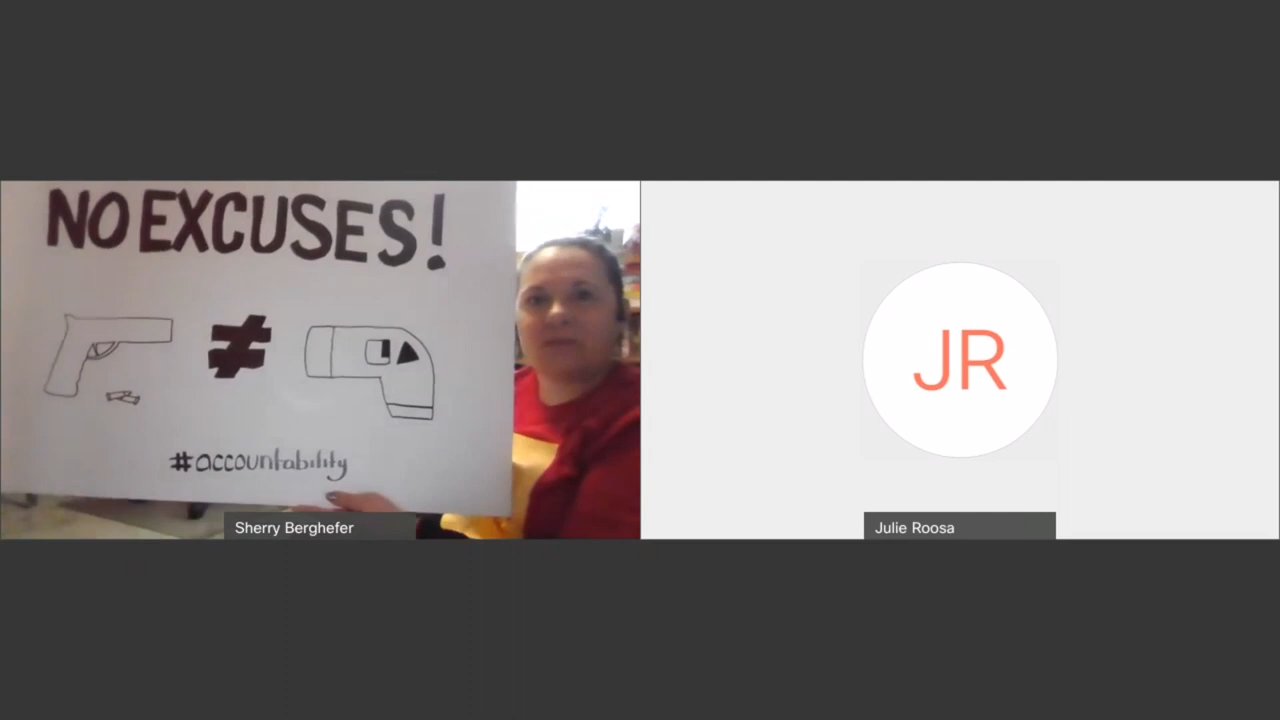 NO EXCUSES!
≠
#accountability
Sherry Berghefer
JR
Julie Roosa